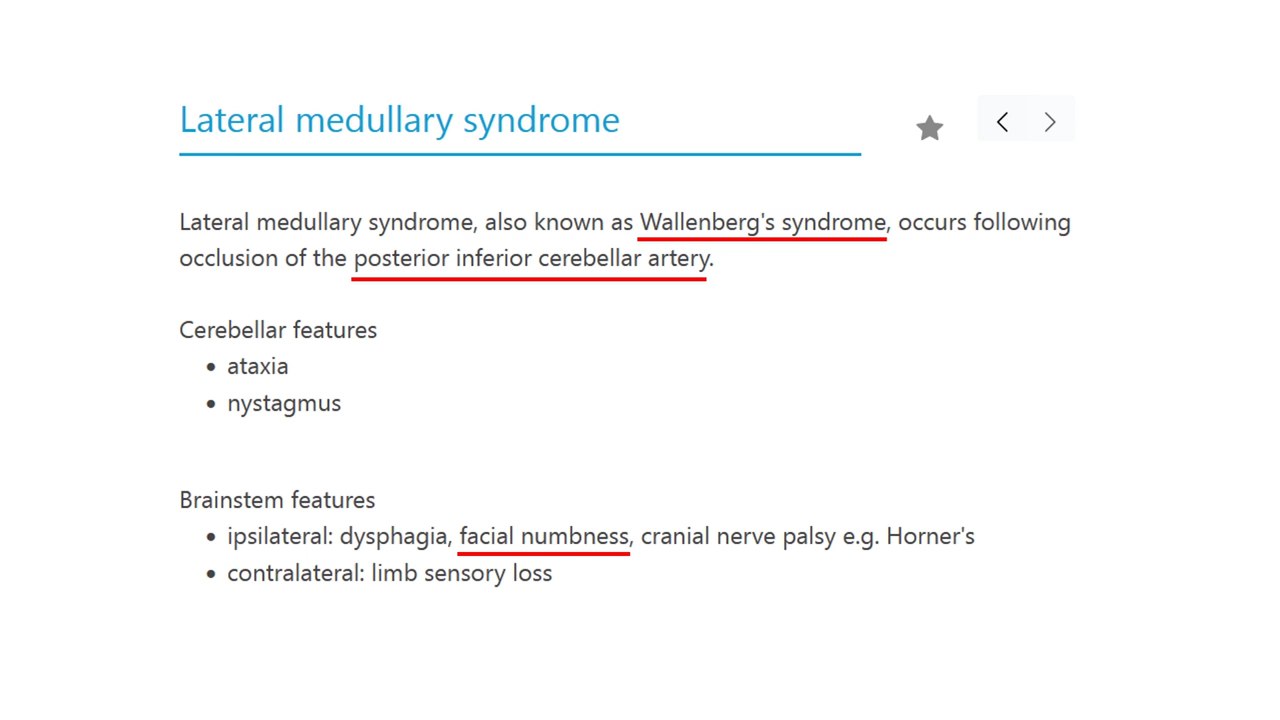 Lateral medullary syndrome
Lateral medullary syndrome, also known as Wallenberg's syndrome, occurs following
occlusion of the posterior inferior cerebellar artery.
Cerebellar features
• ataxia
• nystagmus
Brainstem features
• ipsilateral: dysphagia, facial numbness, cranial nerve palsy e.g. Horner's
• contralateral: limb sensory loss